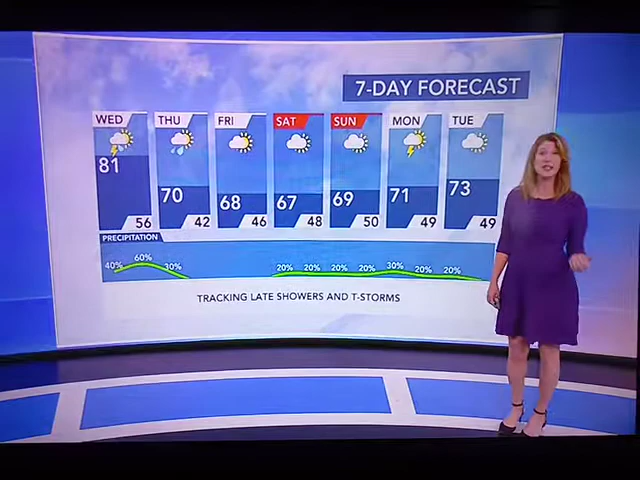 7-DAY FORECAST
WED THU FRI SAT SUN MON TUE
81 70 68 67 69 71 73
56 42 46 48 50 49 49
PRECIPITATION
40% 60% 30% 20% 20% 20% 20% 30% 20% 20%
TRACKING LATE SHOWERS AND T-STORMS